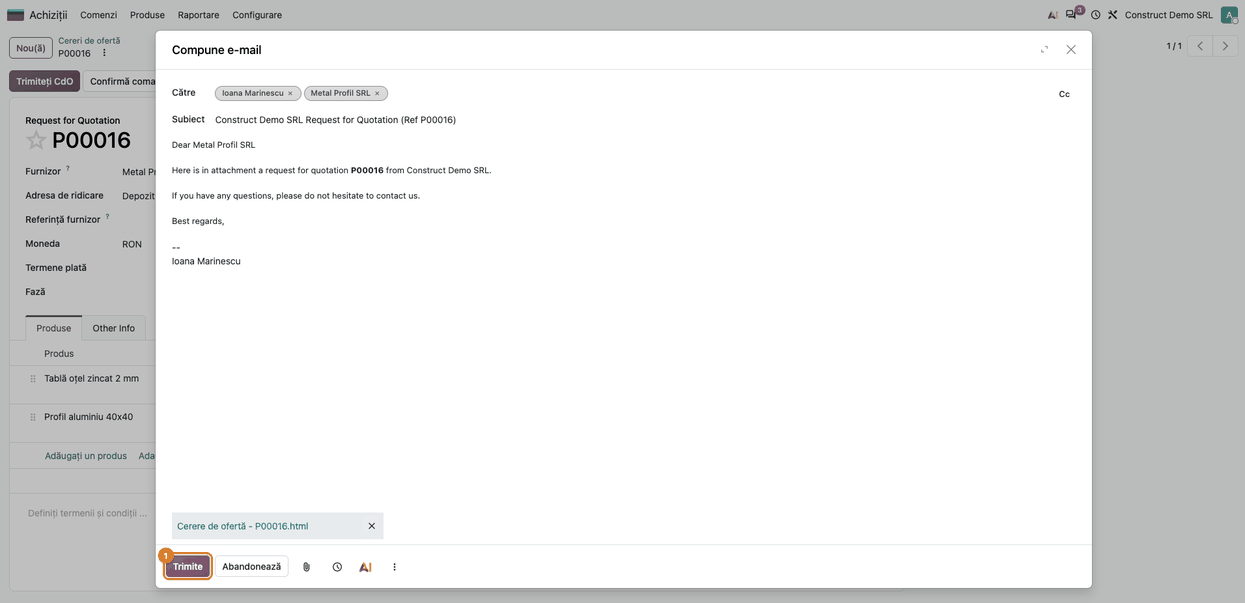 Achiziții Comenzi Produse Raportare Configurare AI 3 Construct Demo SRL A
Nou(ă) Cereri de ofertă
P00016
1 / 1
Trimiteți CdO Confirmă coma
Request for Quotation
P00016
Furnizor ? Metal Pr
Adresa de ridicare Depozit
Referință furnizor ?
Moneda RON
Termene plată
Fază
Produse Other Info
Produs
Tablă oțel zincat 2 mm
Profil aluminiu 40x40
Adăugați un produs Ada
Definiți termenii și condiții ...
Compune e-mail
Către Ioana Marinescu × Metal Profil SRL × Cc
Subiect Construct Demo SRL Request for Quotation (Ref P00016)
Dear Metal Profil SRL
Here is in attachment a request for quotation P00016 from Construct Demo SRL.
If you have any questions, please do not hesitate to contact us.
Best regards,
--
Ioana Marinescu
Cerere de ofertă - P00016.html
1
Trimite Abandonează AI